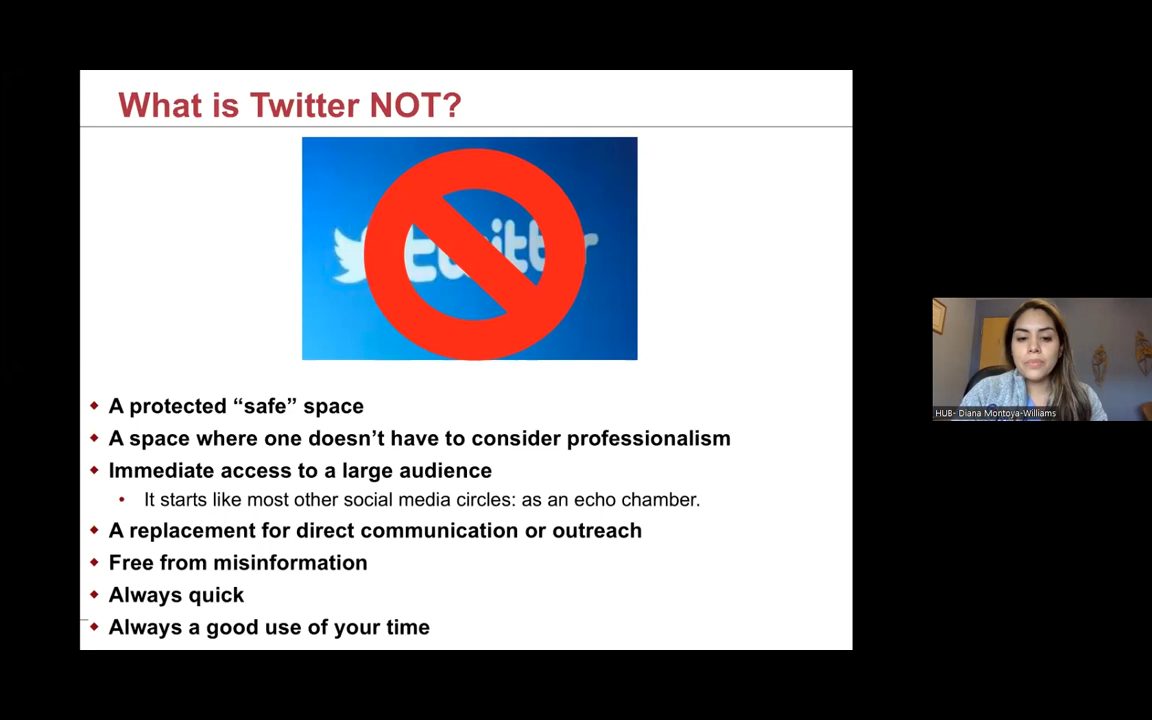 What is Twitter NOT?
twitter
A protected “safe” space
A space where one doesn’t have to consider professionalism
Immediate access to a large audience
It starts like most other social media circles: as an echo chamber.
A replacement for direct communication or outreach
Free from misinformation
Always quick
Always a good use of your time
HUB- Diana Montoya-Williams